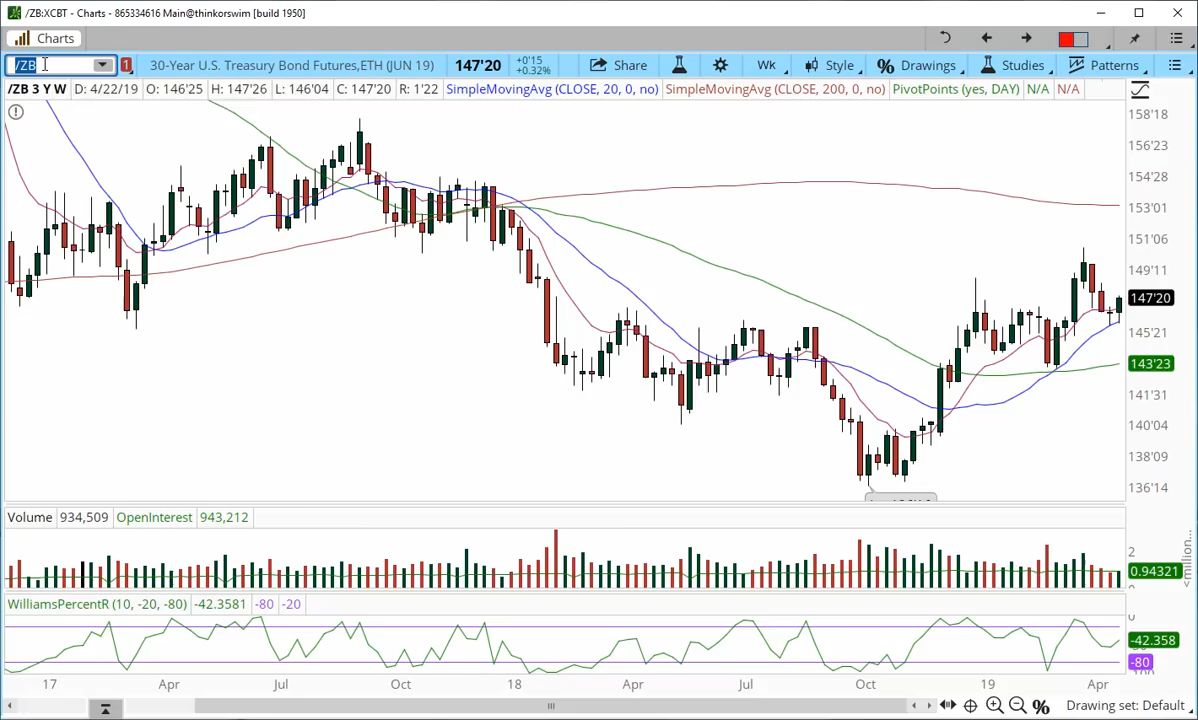 /ZB:XCBT - Charts - 865334616 Main@thinkorswim [build 1950]
Charts
/ZB 1 30-Year U.S. Treasury Bond Futures,ETH (JUN 19) 147'20 +0'15 +0.32% Share Wk Style % Drawings Studies Patterns
/ZB 3 Y W D: 4/22/19 O: 146'25 H: 147'26 L: 146'04 C: 147'20 R: 1'22 SimpleMovingAvg (CLOSE, 20, 0, no) SimpleMovingAvg (CLOSE, 200, 0, no) PivotPoints (yes, DAY) N/A N/A
158'18
156'23
154'28
153'01
151'06
149'11
147'20
145'21
143'23
141'31
140'04
138'09
136'14
Volume 934,509 OpenInterest 943,212
2
0.94321
<million...
WilliamsPercentR (10, -20, -80) -42.3581 -80 -20
0
-42.358
-80
17 Apr Jul Oct 18 Apr Jul Oct 19 Apr
% Drawing set: Default